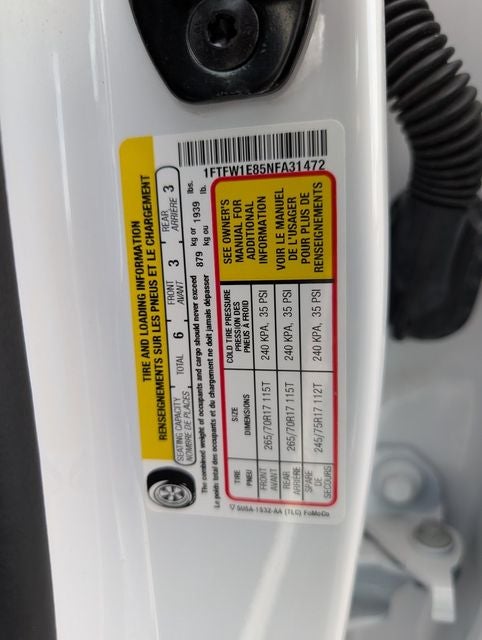 1FTFW1E85NFA31472
TIRE AND LOADING INFORMATION
RENSEIGNEMENTS SUR LES PNEUS ET LE CHARGEMENT
SEATING CAPACITY TOTAL 6 FRONT 3 REAR 3
NOMBRE DE PLACES AVANT ARRIÈRE
The combined weight of occupants and cargo should never exceed 879 kg or 1939 lbs.
Le poids total des occupants et du chargement ne doit jamais dépasser kg ou lb.
TIRE SIZE COLD TIRE PRESSURE
PNEU DIMENSIONS PRESSION DES PNEUS À FROID
FRONT AVANT 265/70R17 115T 240 KPA, 35 PSI
REAR ARRIÈRE 265/70R17 115T 240 KPA, 35 PSI
SPARE DE SECOURS 245/75R17 112T 240 KPA, 35 PSI
SEE OWNER'S
MANUAL FOR
ADDITIONAL
INFORMATION
VOIR LE MANUEL
DE L'USAGER
POUR PLUS DE
RENSEIGNEMENTS
5U5A-1532-AA (TLC) FoMoCo